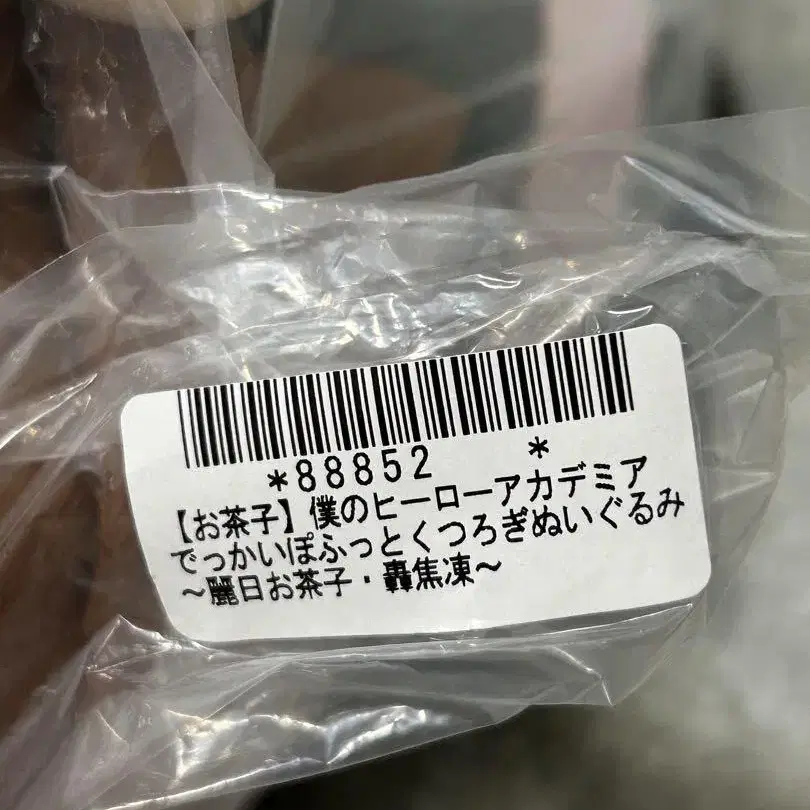 *88852 *
【お茶子】僕のヒーローアカデミア
でっかいぽふっとくつろぎぬいぐるみ
～麗日お茶子・轟焦凍～